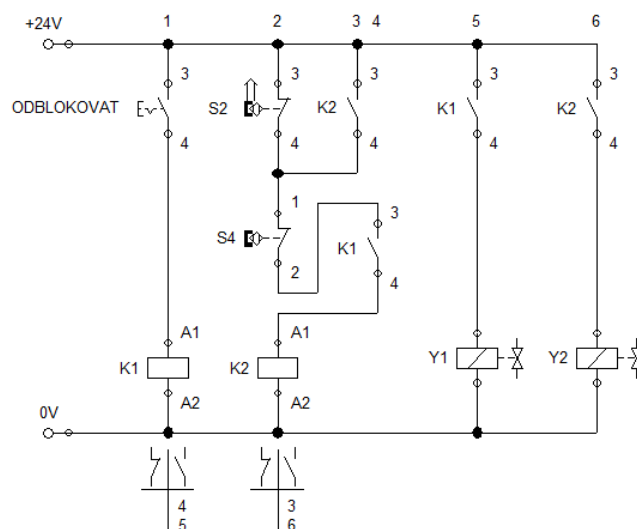 +24V 1 2 3 4 5 6
3 3 3 3 3
ODBLOKOVAT S2 K2 K1 K2
4 4 4 4 4
1 3
S4 K1
2 4
A1 A1
K1 K2 Y1 Y2
A2 A2
0V
4 3
5 6